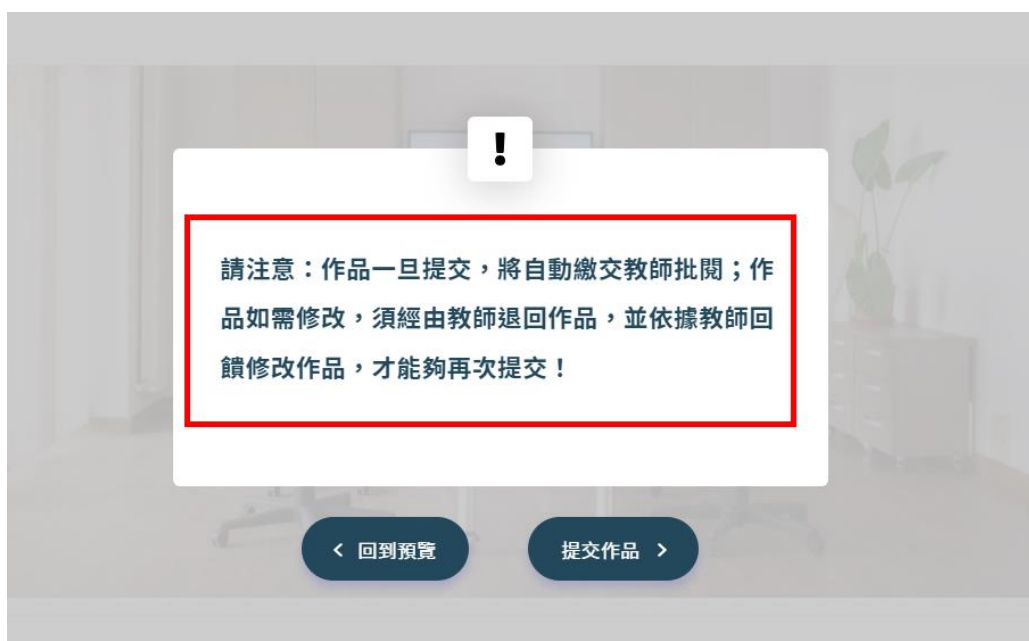 !
請注意：作品一旦提交，將自動繳交教師批閱；作
品如需修改，須經由教師退回作品，並依據教師回
饋修改作品，才能夠再次提交！
< 回到預覽
提交作品 >